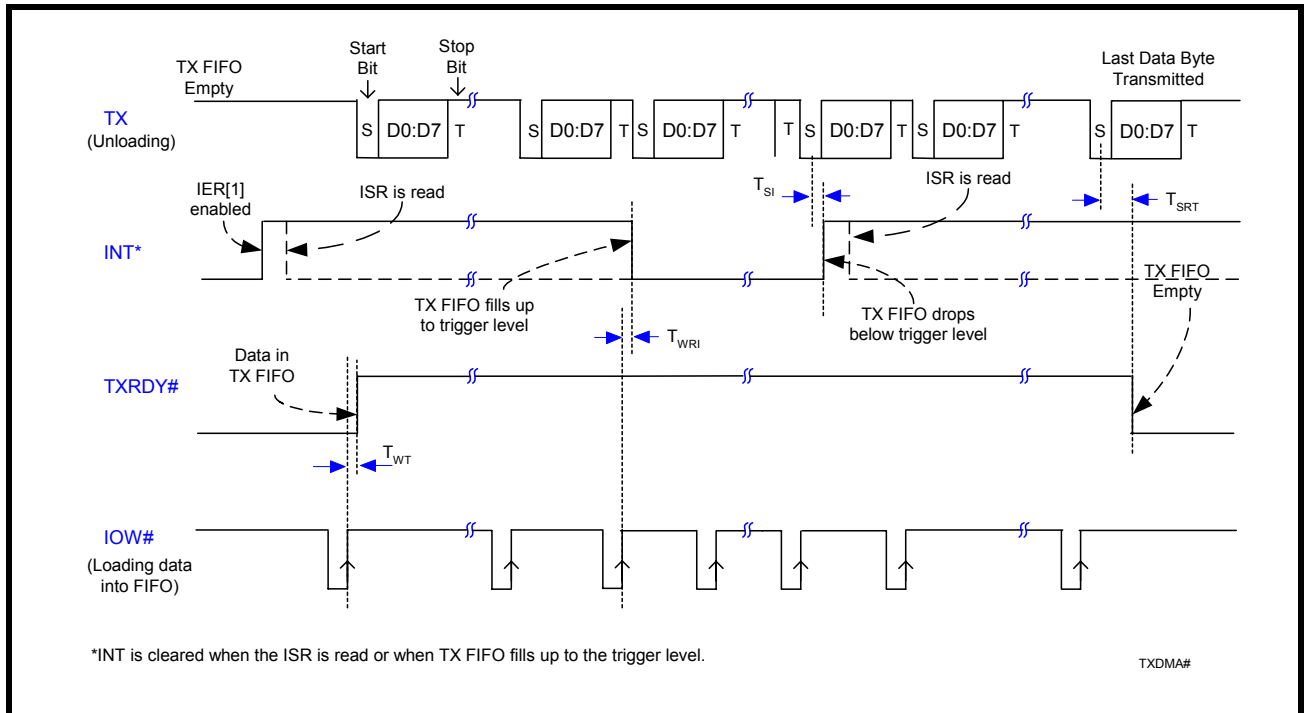 Start
Bit
Stop
Bit
TX FIFO
Empty
Last Data Byte
Transmitted
TX
(Unloading)
S D0:D7 T S D0:D7 T S D0:D7 T T S D0:D7 T S D0:D7 T S D0:D7 T
IER[1]
enabled
ISR is read
TSI
ISR is read
TSRT
INT*
TX FIFO fills up
to trigger level
TX FIFO drops
below trigger level
TX FIFO
Empty
TWRI
Data in
TX FIFO
TXRDY#
TWT
IOW#
(Loading data
into FIFO)
*INT is cleared when the ISR is read or when TX FIFO fills up to the trigger level.
TXDMA#